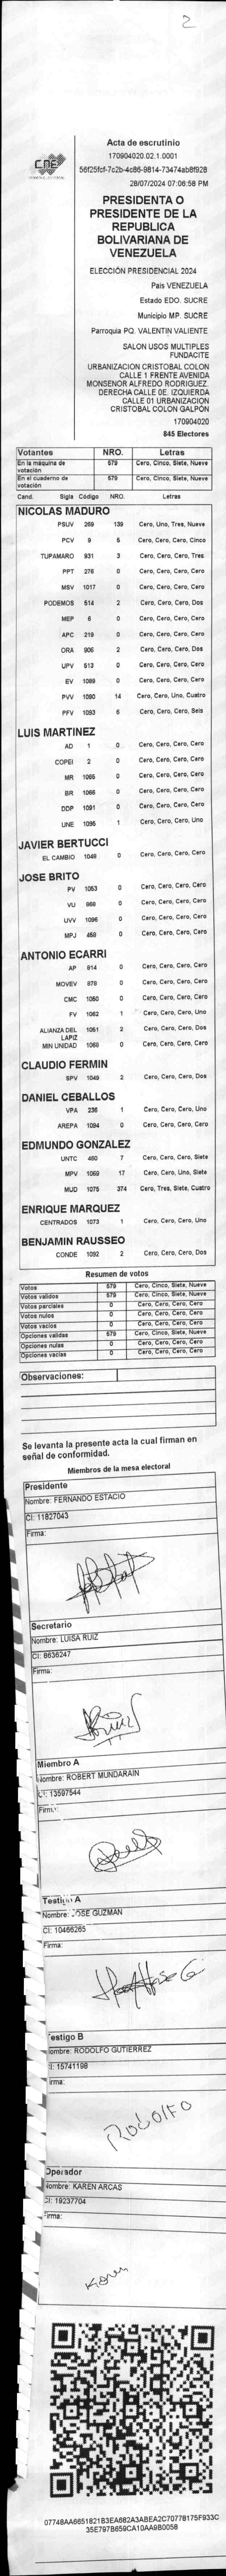 2
CNE
Acta de escrutinio
170904020.02.1.0001
56f25fcf-7c2b-4c86-9814-73474ab8f928
28/07/2024 07:06:58 PM
PRESIDENTA O
PRESIDENTE DE LA
REPUBLICA
BOLIVARIANA DE
VENEZUELA
ELECCIÓN PRESIDENCIAL 2024
País VENEZUELA
Estado EDO. SUCRE
Municipio MP. SUCRE
Parroquia PQ. VALENTIN VALIENTE
SALON USOS MULTIPLES
FUNDACITE
URBANIZACION CRISTOBAL COLON
CALLE 1 FRENTE AVENIDA
MONSENOR ALFREDO RODRIGUEZ.
DERECHA CALLE OE. IZQUIERDA
CALLE 01 URBANIZACION
CRISTOBAL COLON GALPÓN
170904020
845 Electores
Votantes NRO. Letras
En la máquina de votación 579 Cero, Cinco, Siete, Nueve
En el cuaderno de votación 579 Cero, Cinco, Siete, Nueve
Cand. Sigla Código NRO. Letras
NICOLAS MADURO
PSUV 269 139 Cero, Uno, Tres, Nueve
PCV 9 5 Cero, Cero, Cero, Cinco
TUPAMARO 931 3 Cero, Cero, Cero, Tres
PPT 276 0 Cero, Cero, Cero, Cero
MSV 1017 0 Cero, Cero, Cero, Cero
PODEMOS 514 2 Cero, Cero, Cero, Dos
MEP 6 0 Cero, Cero, Cero, Cero
APC 219 0 Cero, Cero, Cero, Cero
ORA 906 2 Cero, Cero, Cero, Dos
UPV 513 0 Cero, Cero, Cero, Cero
EV 1089 0 Cero, Cero, Cero, Cero
PVV 1090 14 Cero, Cero, Uno, Cuatro
PFV 1093 6 Cero, Cero, Cero, Seis
LUIS MARTINEZ
AD 1 0 Cero, Cero, Cero, Cero
COPEI 2 0 Cero, Cero, Cero, Cero
MR 1065 0 Cero, Cero, Cero, Cero
BR 1066 0 Cero, Cero, Cero, Cero
DDP 1091 0 Cero, Cero, Cero, Cero
UNE 1095 1 Cero, Cero, Cero, Uno
JAVIER BERTUCCI
EL CAMBIO 1048 0 Cero, Cero, Cero, Cero
JOSE BRITO
PV 1053 0 Cero, Cero, Cero, Cero
VU 868 0 Cero, Cero, Cero, Cero
UVV 1096 0 Cero, Cero, Cero, Cero
MPJ 458 0 Cero, Cero, Cero, Cero
ANTONIO ECARRI
AP 814 0 Cero, Cero, Cero, Cero
MOVEV 878 0 Cero, Cero, Cero, Cero
CMC 1050 0 Cero, Cero, Cero, Cero
FV 1062 1 Cero, Cero, Cero, Uno
ALIANZA DEL LAPIZ 1051 2 Cero, Cero, Cero, Dos
MIN UNIDAD 1068 0 Cero, Cero, Cero, Cero
CLAUDIO FERMIN
SPV 1049 2 Cero, Cero, Cero, Dos
DANIEL CEBALLOS
VPA 236 1 Cero, Cero, Cero, Uno
AREPA 1094 0 Cero, Cero, Cero, Cero
EDMUNDO GONZALEZ
UNTC 460 7 Cero, Cero, Cero, Siete
MPV 1069 17 Cero, Cero, Uno, Siete
MUD 1075 374 Cero, Tres, Siete, Cuatro
ENRIQUE MARQUEZ
CENTRADOS 1073 1 Cero, Cero, Cero, Uno
BENJAMIN RAUSSEO
CONDE 1092 2 Cero, Cero, Cero, Dos
Resumen de votos
Votos 579 Cero, Cinco, Siete, Nueve
Votos válidos 579 Cero, Cinco, Siete, Nueve
Votos parciales 0 Cero, Cero, Cero, Cero
Votos nulos 0 Cero, Cero, Cero, Cero
Votos vacíos 0 Cero, Cero, Cero, Cero
Opciones validas 579 Cero, Cinco, Siete, Nueve
Opciones nulas 0 Cero, Cero, Cero, Cero
Opciones vacías 0 Cero, Cero, Cero, Cero
Observaciones:
Se levanta la presente acta la cual firman en
señal de conformidad.
Miembros de la mesa electoral
Presidente
Nombre: FERNANDO ESTACIO
CI: 11827043
Firma:
Secretario
Nombre: LUISA RUIZ
CI: 8636247
Firma:
Miembro A
Nombre: ROBERT MUNDARAIN
CI: 13597544
Firma:
Testigo A
Nombre: JOSE GUZMAN
CI: 10466265
Firma:
estigo B
ombre: RODOLFO GUTIERREZ
CI: 15741198
irma:
RODOLFO
Operador
Nombre: KAREN ARCAS
CI: 19237704
Firma:
Karen
07748AA6651821B3EA682A3ABEA2C70778175F933C
35E797B659CA10AA9B0058